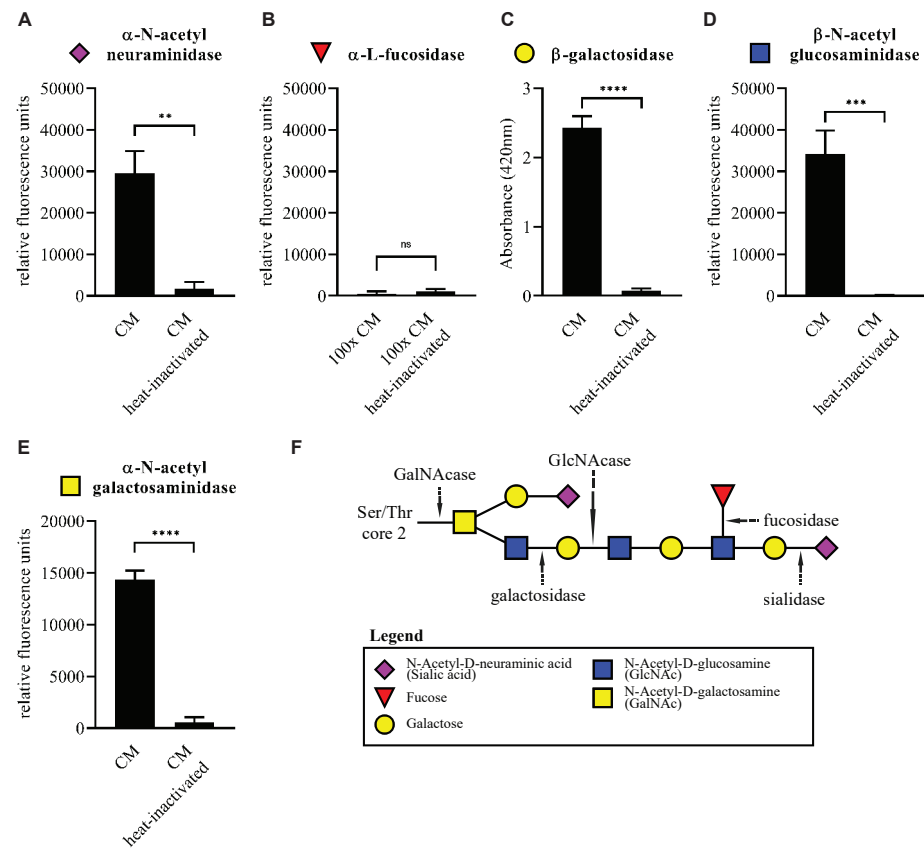 A
α-N-acetyl
neuraminidase
relative fluorescence units
50000
40000
30000
20000
10000
0
**
CM
CM
heat-inactivated
B
α-L-fucosidase
relative fluorescence units
50000
40000
30000
20000
10000
0
ns
100x CM
100x CM
heat-inactivated
C
β-galactosidase
Absorbance (420nm)
3
2
1
0
****
CM
CM
heat-inactivated
D
β-N-acetyl
glucosaminidase
relative fluorescence units
50000
40000
30000
20000
10000
0
***
CM
CM
heat-inactivated
E
α-N-acetyl
galactosaminidase
relative fluorescence units
20000
15000
10000
5000
0
****
CM
CM
heat-inactivated
F
GalNAcase
GlcNAcase
Ser/Thr
core 2
fucosidase
galactosidase
sialidase
Legend
N-Acetyl-D-neuraminic acid
(Sialic acid)
Fucose
Galactose
N-Acetyl-D-glucosamine
(GlcNAc)
N-Acetyl-D-galactosamine
(GalNAc)